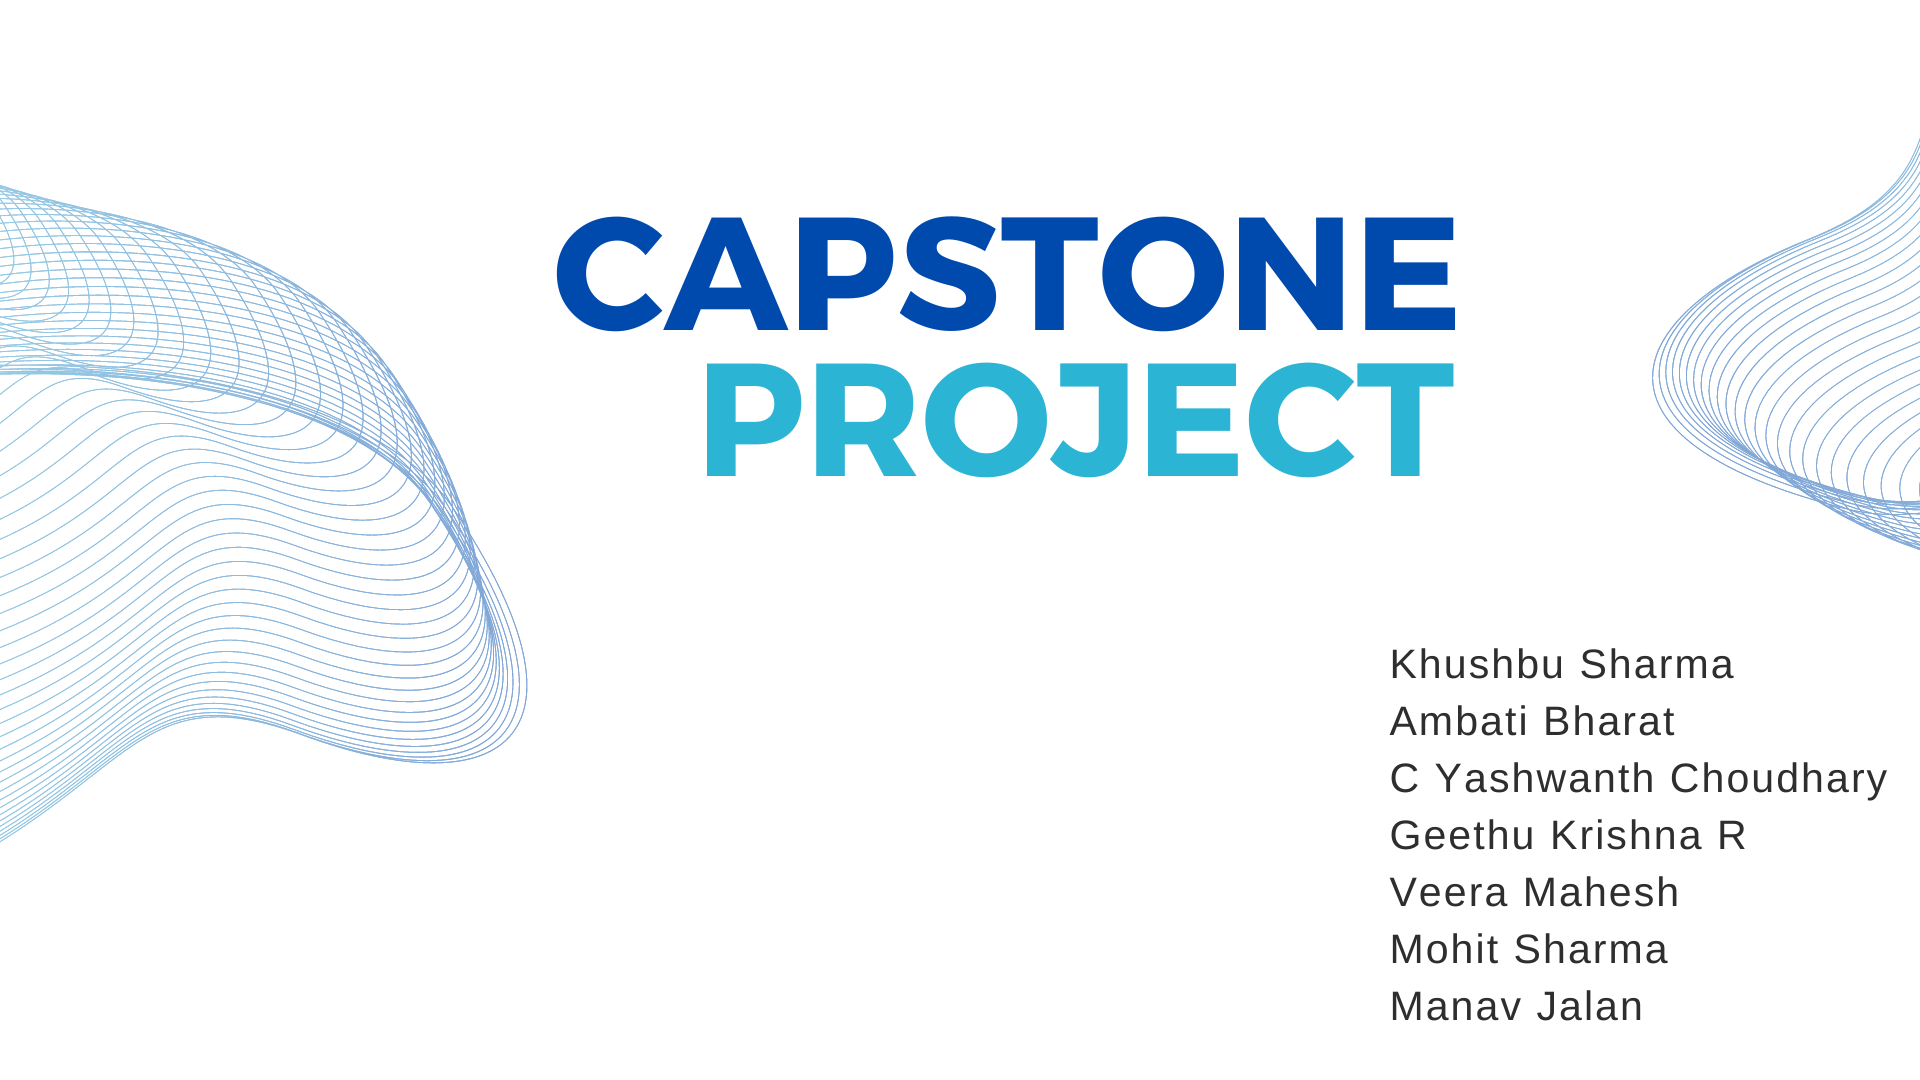 CAPSTONE
PROJECT
Khushbu Sharma
Ambati Bharat
C Yashwanth Choudhary
Geethu Krishna R
Veera Mahesh
Mohit Sharma
Manav Jalan